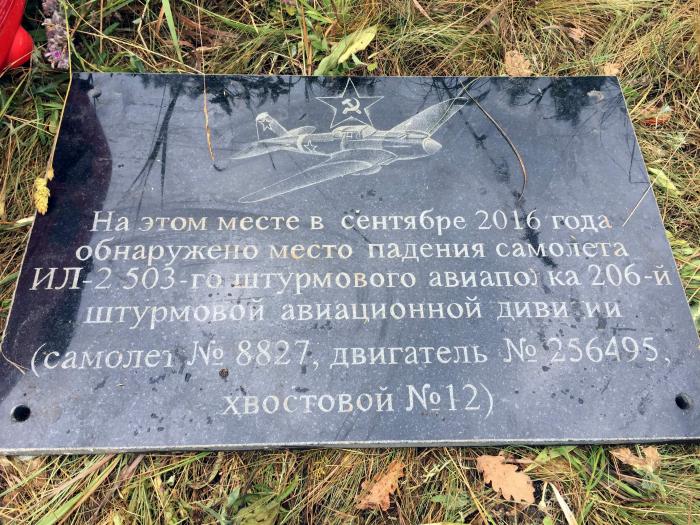 На этом месте в сентябре 2016 года
обнаружено место падения самолета
ИЛ-2 503-го штурмового авиаполка 206-й
штурмовой авиационной дивизии
(самолет № 8827, двигатель № 256495,
хвостовой №12)